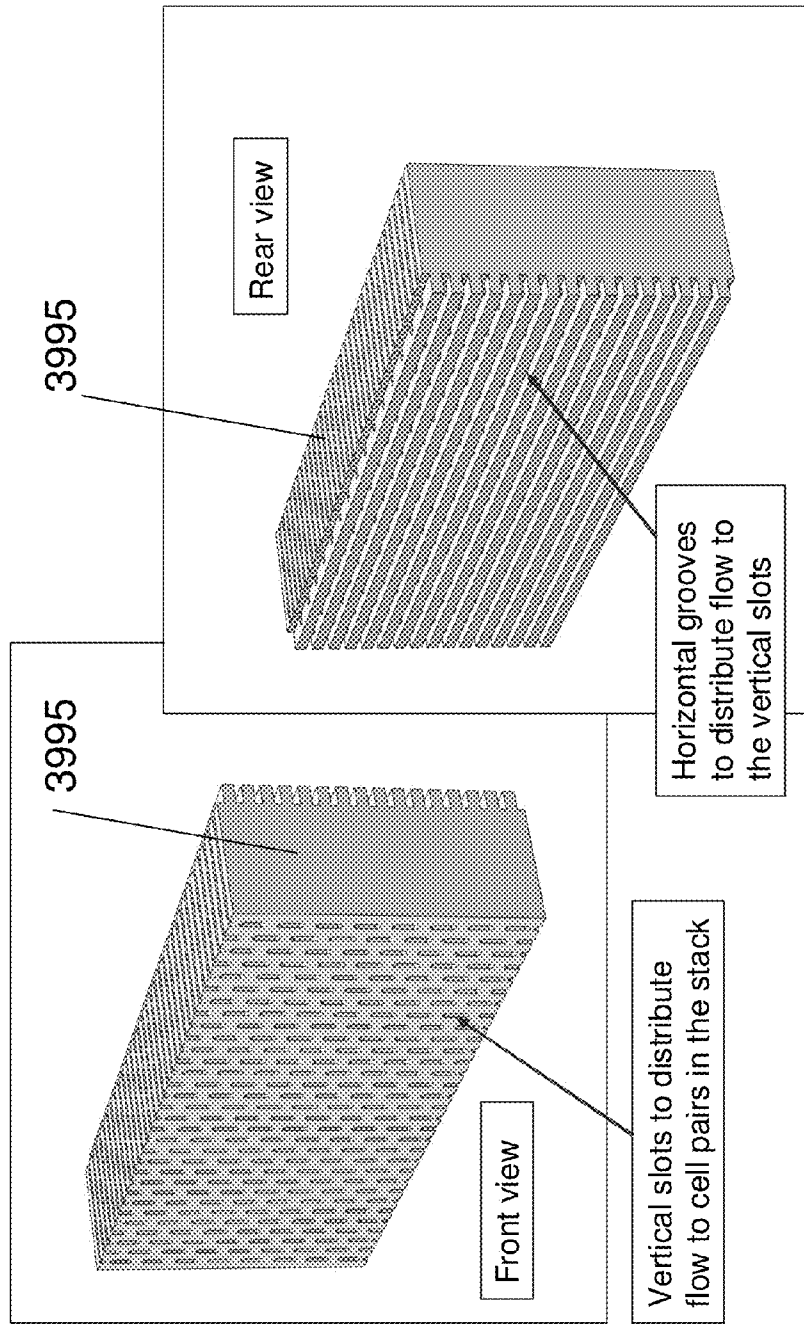 3995
Front view
Vertical slots to distribute
flow to cell pairs in the stack
3995
Rear view
Horizontal grooves
to distribute flow to
the vertical slots